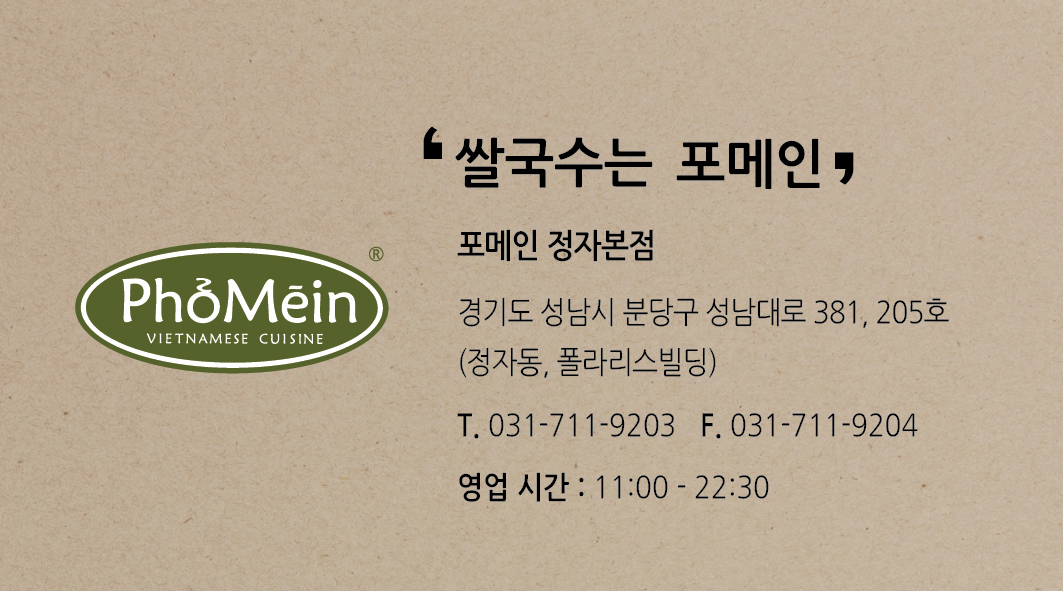 ‘쌀국수는 포메인’
포메인 정자본점
PhởMēin®
VIETNAMESE CUISINE
경기도 성남시 분당구 성남대로 381, 205호
(정자동, 폴라리스빌딩)
T. 031-711-9203 F. 031-711-9204
영업 시간 : 11:00 - 22:30